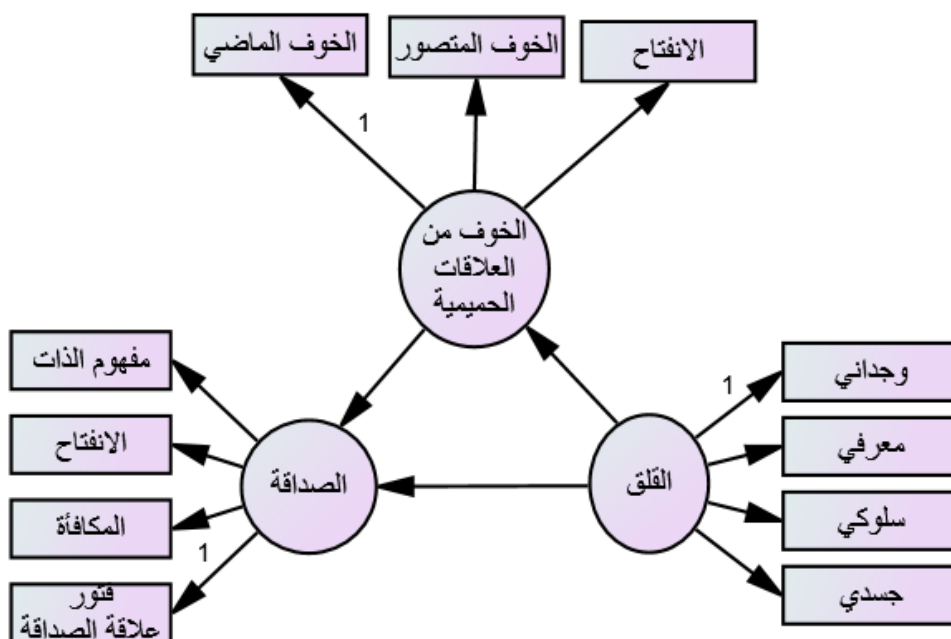 الانفتاح
الخوف المتصور
الخوف الماضي
1
الخوف من
العلاقات
الحميمية
وجداني
معرفي
سلوكي
جسدي
1
القلق
الصداقة
مفهوم الذات
الانفتاح
المكافأة
فتور
علاقة الصداقة
1